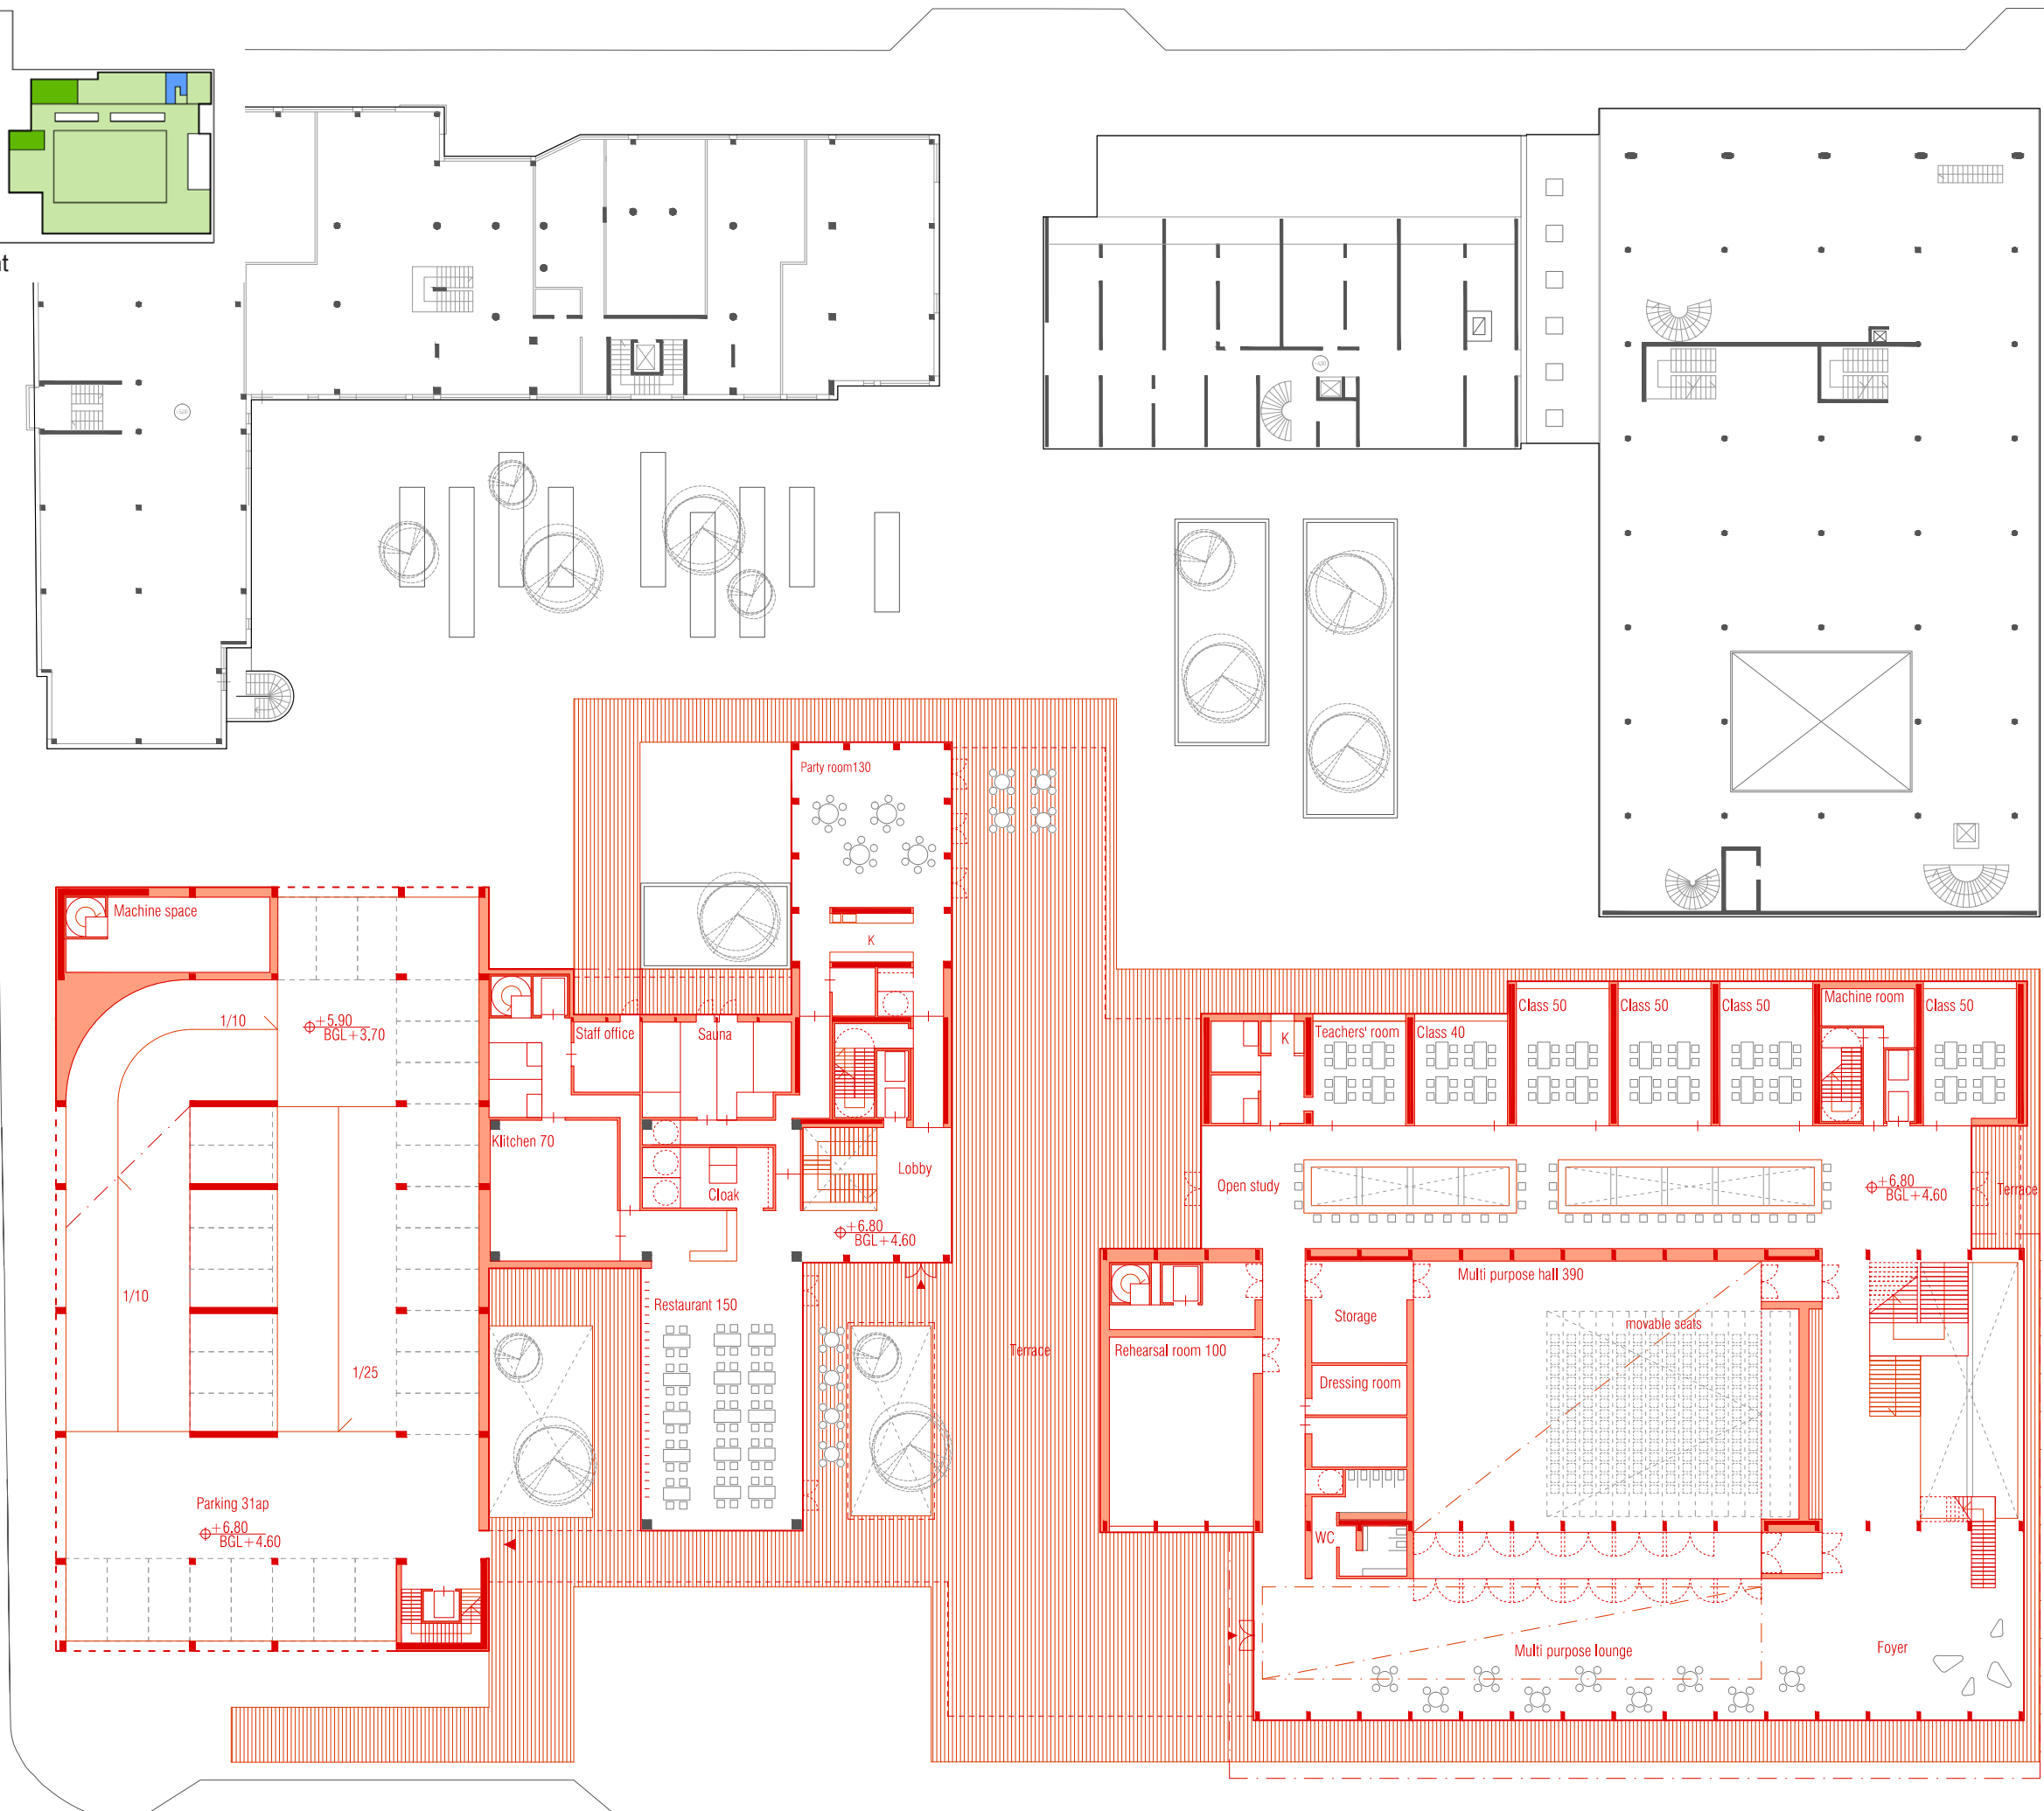 t
Party room130
Machine space
1/10
+5.90
BGL+3.70
K
Staff office
Sauna
Klitchen 70
Lobby
Cloak
+6.80
BGL+4.60
1/10
1/25
Restaurant 150
Terrace
Parking 31ap
+6.80
BGL+4.60
K
Teachers' room
Class 40
Class 50
Class 50
Class 50
Machine room
Class 50
Open study
+6.80
BGL+4.60
Terrace
Multi purpose hall 390
Storage
movable seats
Rehearsal room 100
Dressing room
WC
Multi purpose lounge
Foyer